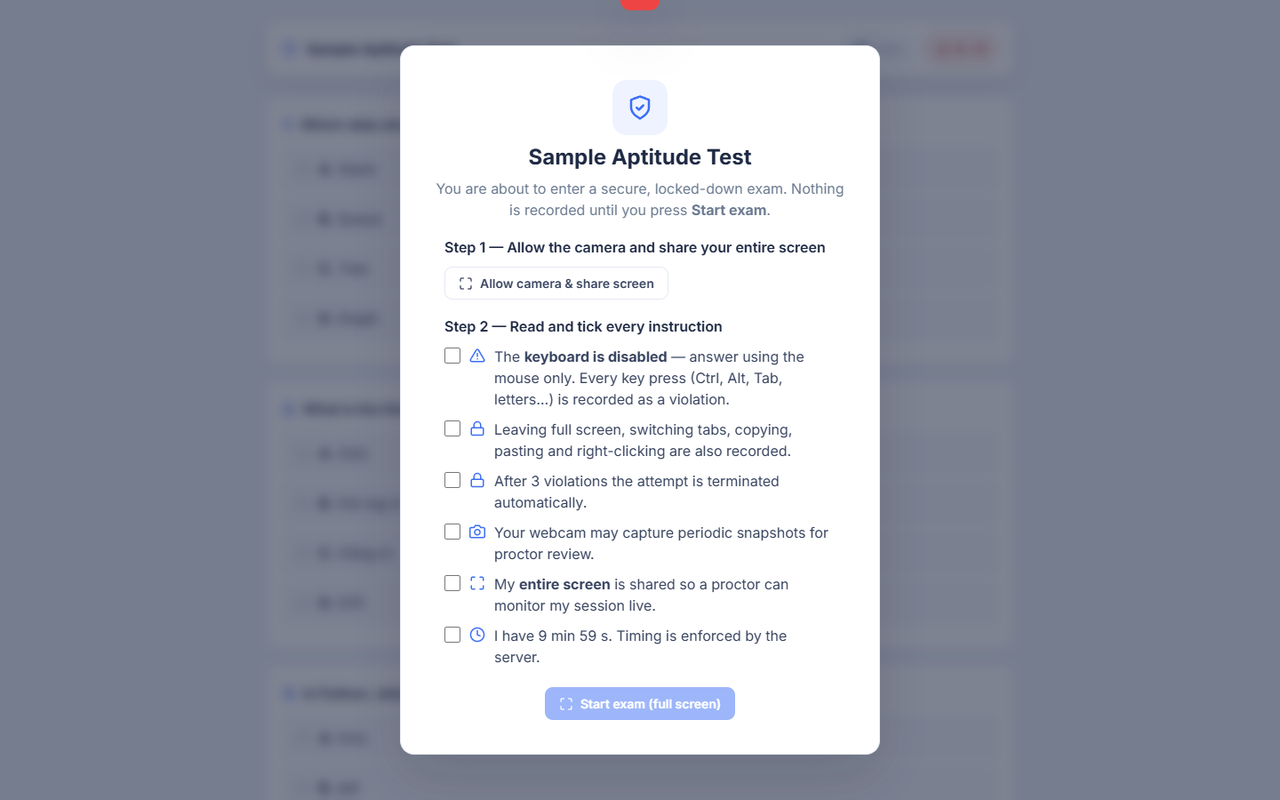 Sample Aptitude Test
You are about to enter a secure, locked-down exam. Nothing
is recorded until you press Start exam.
Step 1 — Allow the camera and share your entire screen
Allow camera & share screen
Step 2 — Read and tick every instruction
The keyboard is disabled — answer using the
mouse only. Every key press (Ctrl, Alt, Tab,
letters...) is recorded as a violation.
Leaving full screen, switching tabs, copying,
pasting and right-clicking are also recorded.
After 3 violations the attempt is terminated
automatically.
Your webcam may capture periodic snapshots for
proctor review.
My entire screen is shared so a proctor can
monitor my session live.
I have 9 min 59 s. Timing is enforced by the
server.
Start exam (full screen)